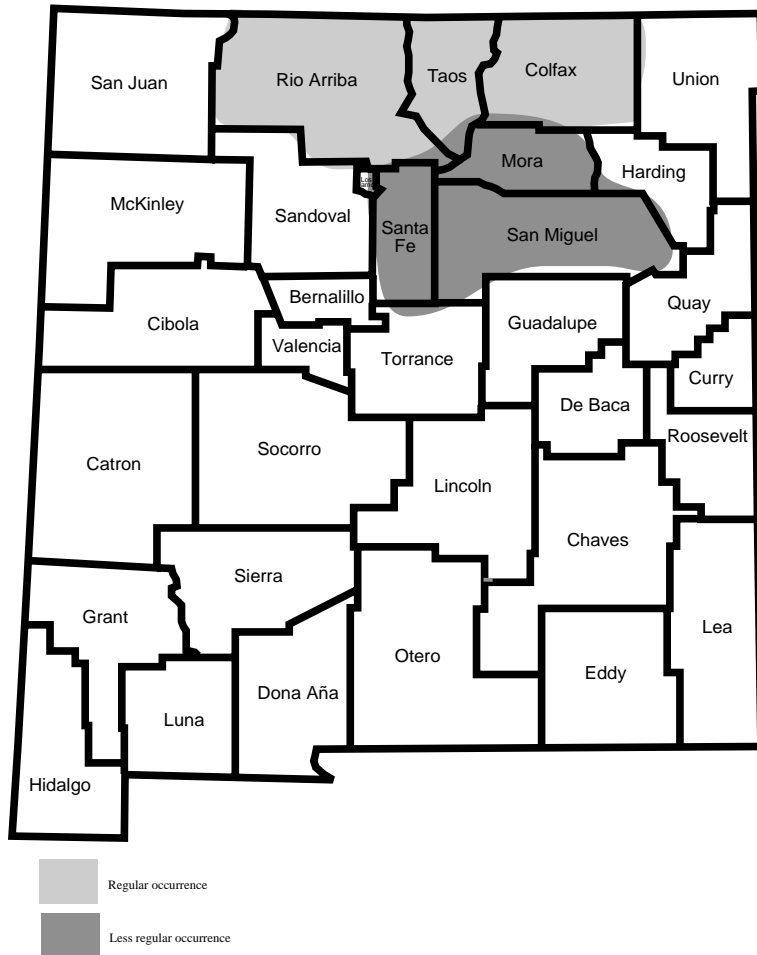 San Juan
Rio Arriba
Taos
Colfax
Union
Mora
Harding
McKinley
Los
Sandoval
Santa
Fe
San Miguel
Bernalillo
Quay
Cibola
Guadalupe
Valencia
Torrance
Curry
De Baca
Roosevelt
Socorro
Catron
Lincoln
Chaves
Sierra
Grant
Lea
Otero
Eddy
Dona Aña
Luna
Hidalgo
Regular occurrence
Less regular occurrence